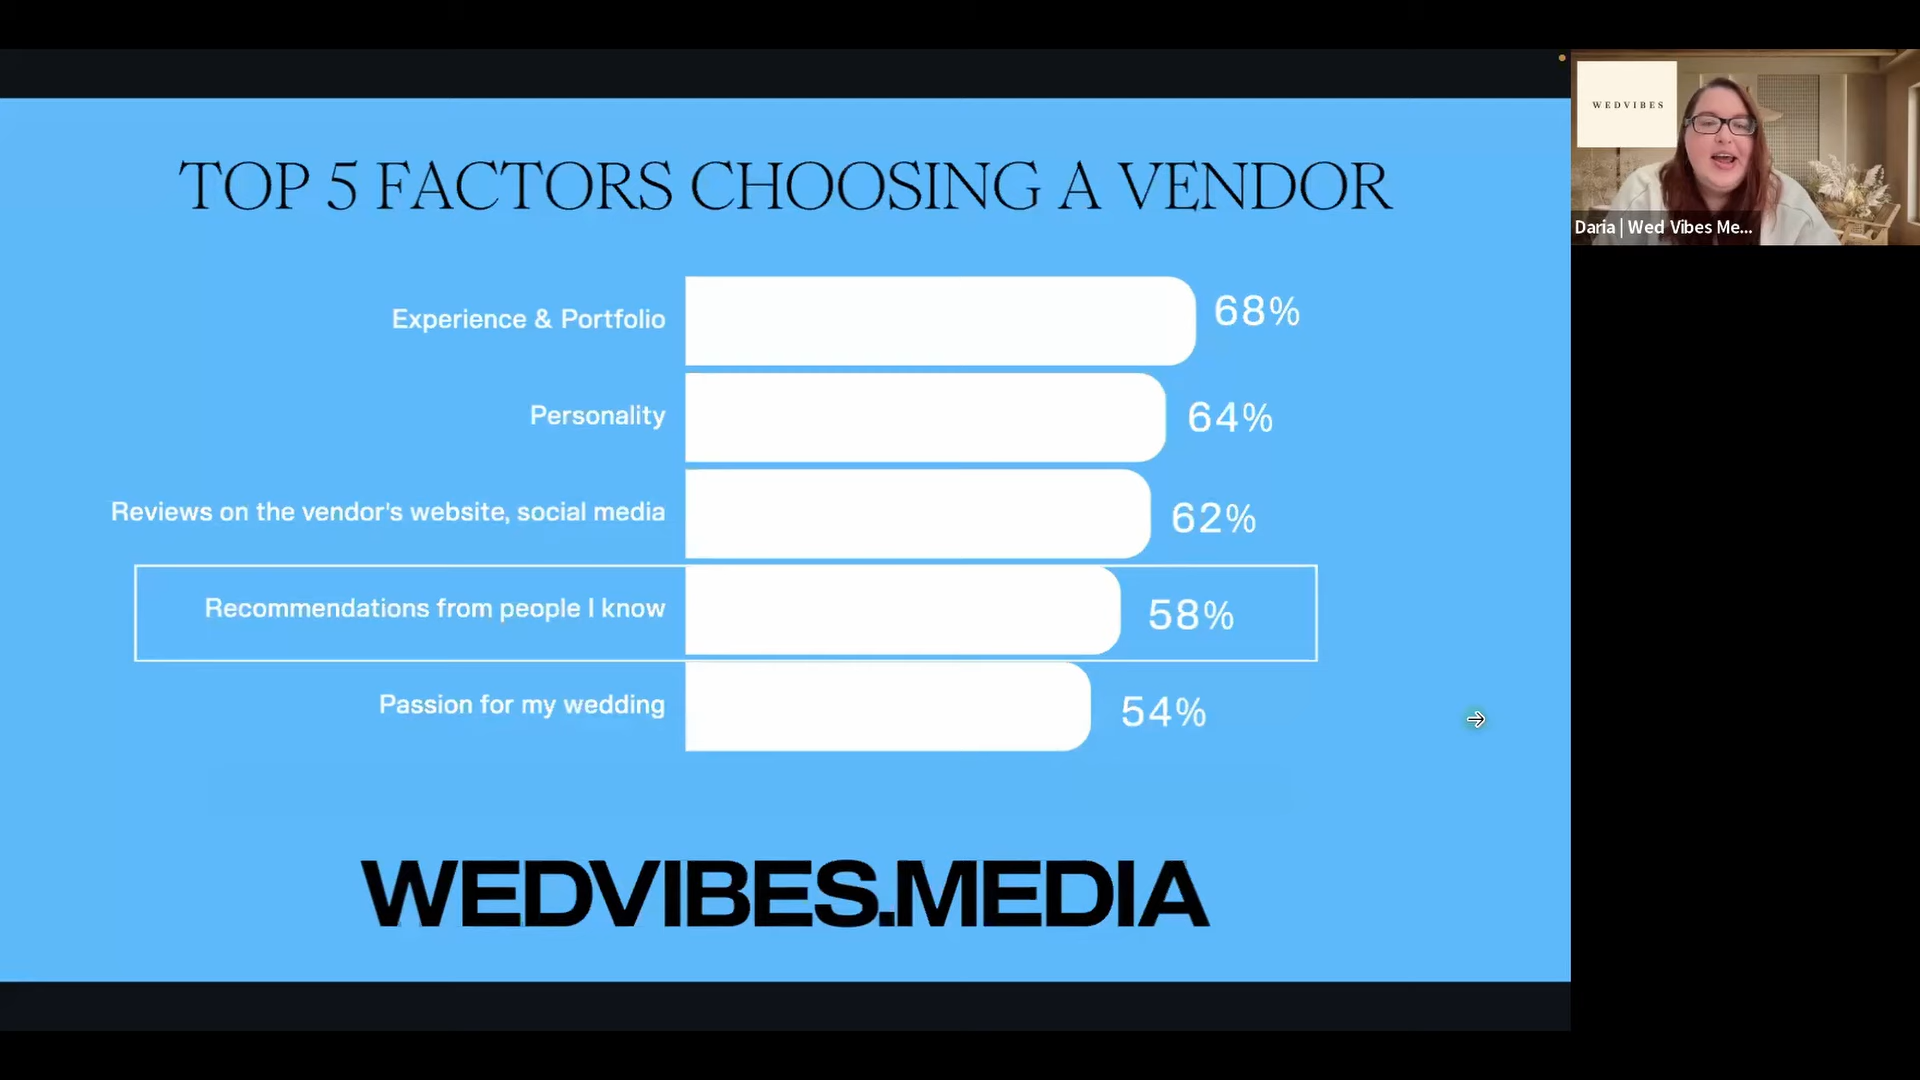 TOP 5 FACTORS CHOOSING A VENDOR
Experience & Portfolio 68%
Personality 64%
Reviews on the vendor's website, social media 62%
Recommendations from people I know 58%
Passion for my wedding 54%
WEDVIBES.MEDIA
WEDVIBES
Daria | Wed Vibes Me...